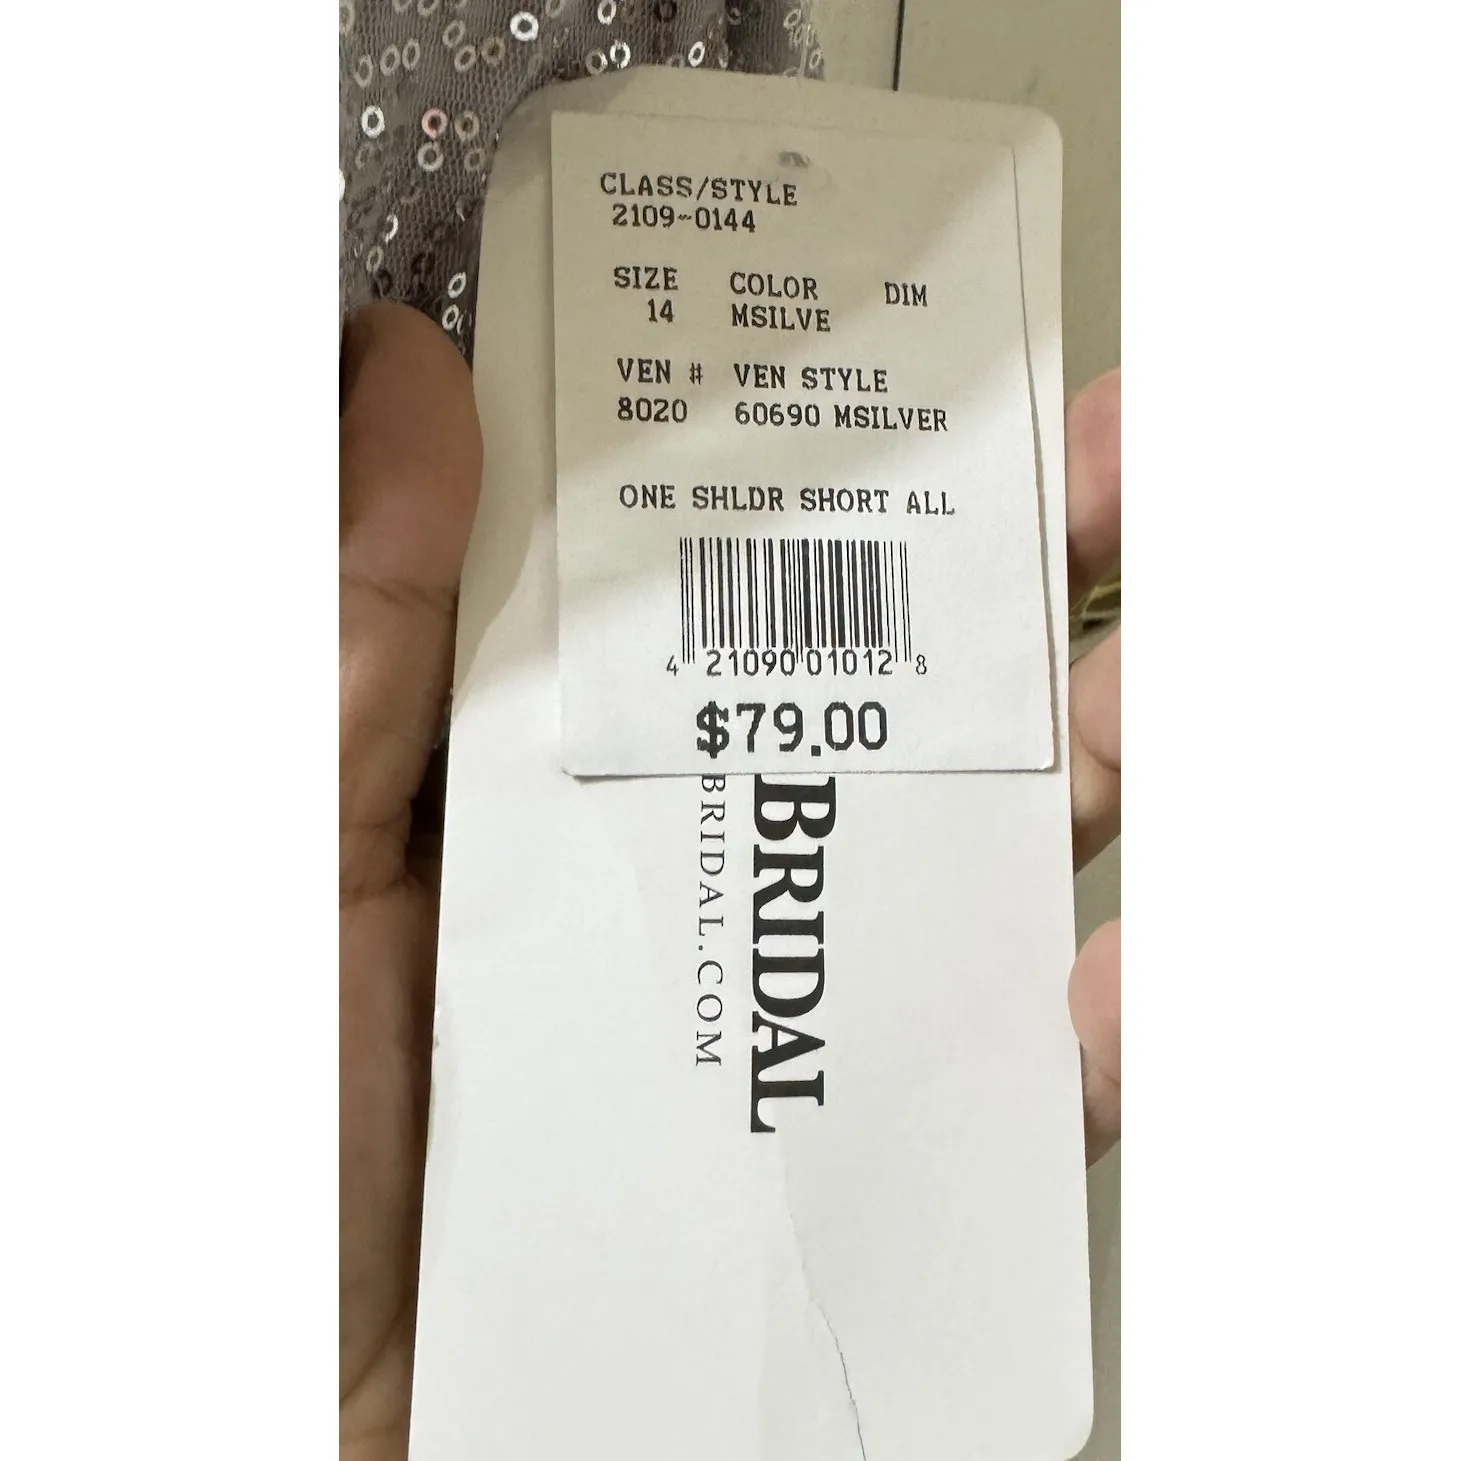 CLASS/STYLE
2109-0144
SIZE COLOR DIM
14 MSILVE
VEN # VEN STYLE
8020 60690 MSILVER
ONE SHLDR SHORT ALL
4 21090 01012 8
$79.00
BRIDAL
BRIDAL.COM